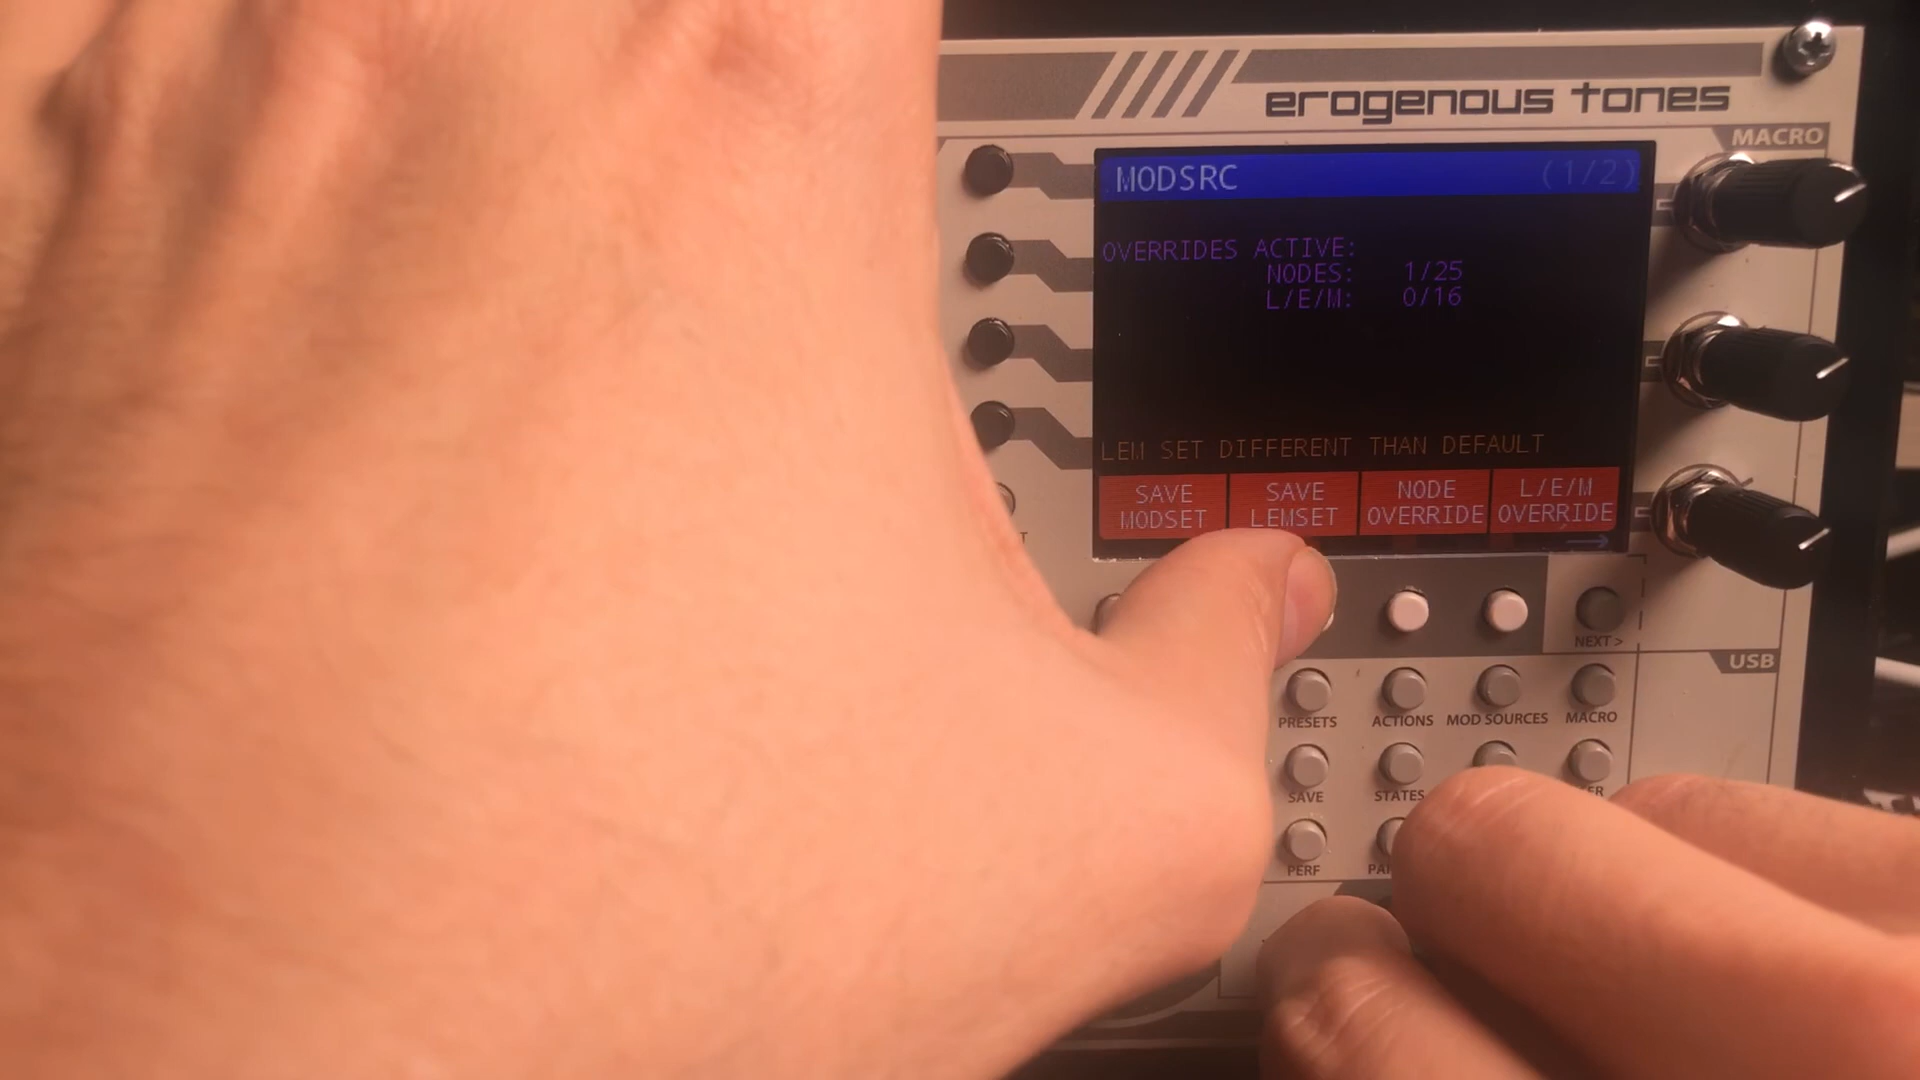 erogenous tones
MACRO
MODSRC (1/2)
OVERRIDES ACTIVE:
NODES: 1/25
L/E/M: 0/16
LEM SET DIFFERENT THAN DEFAULT
SAVE MODSET
SAVE LEMSET
NODE OVERRIDE
L/E/M OVERRIDE
NEXT >
USB
PRESETS ACTIONS MOD SOURCES MACRO
SAVE STATES
PERF